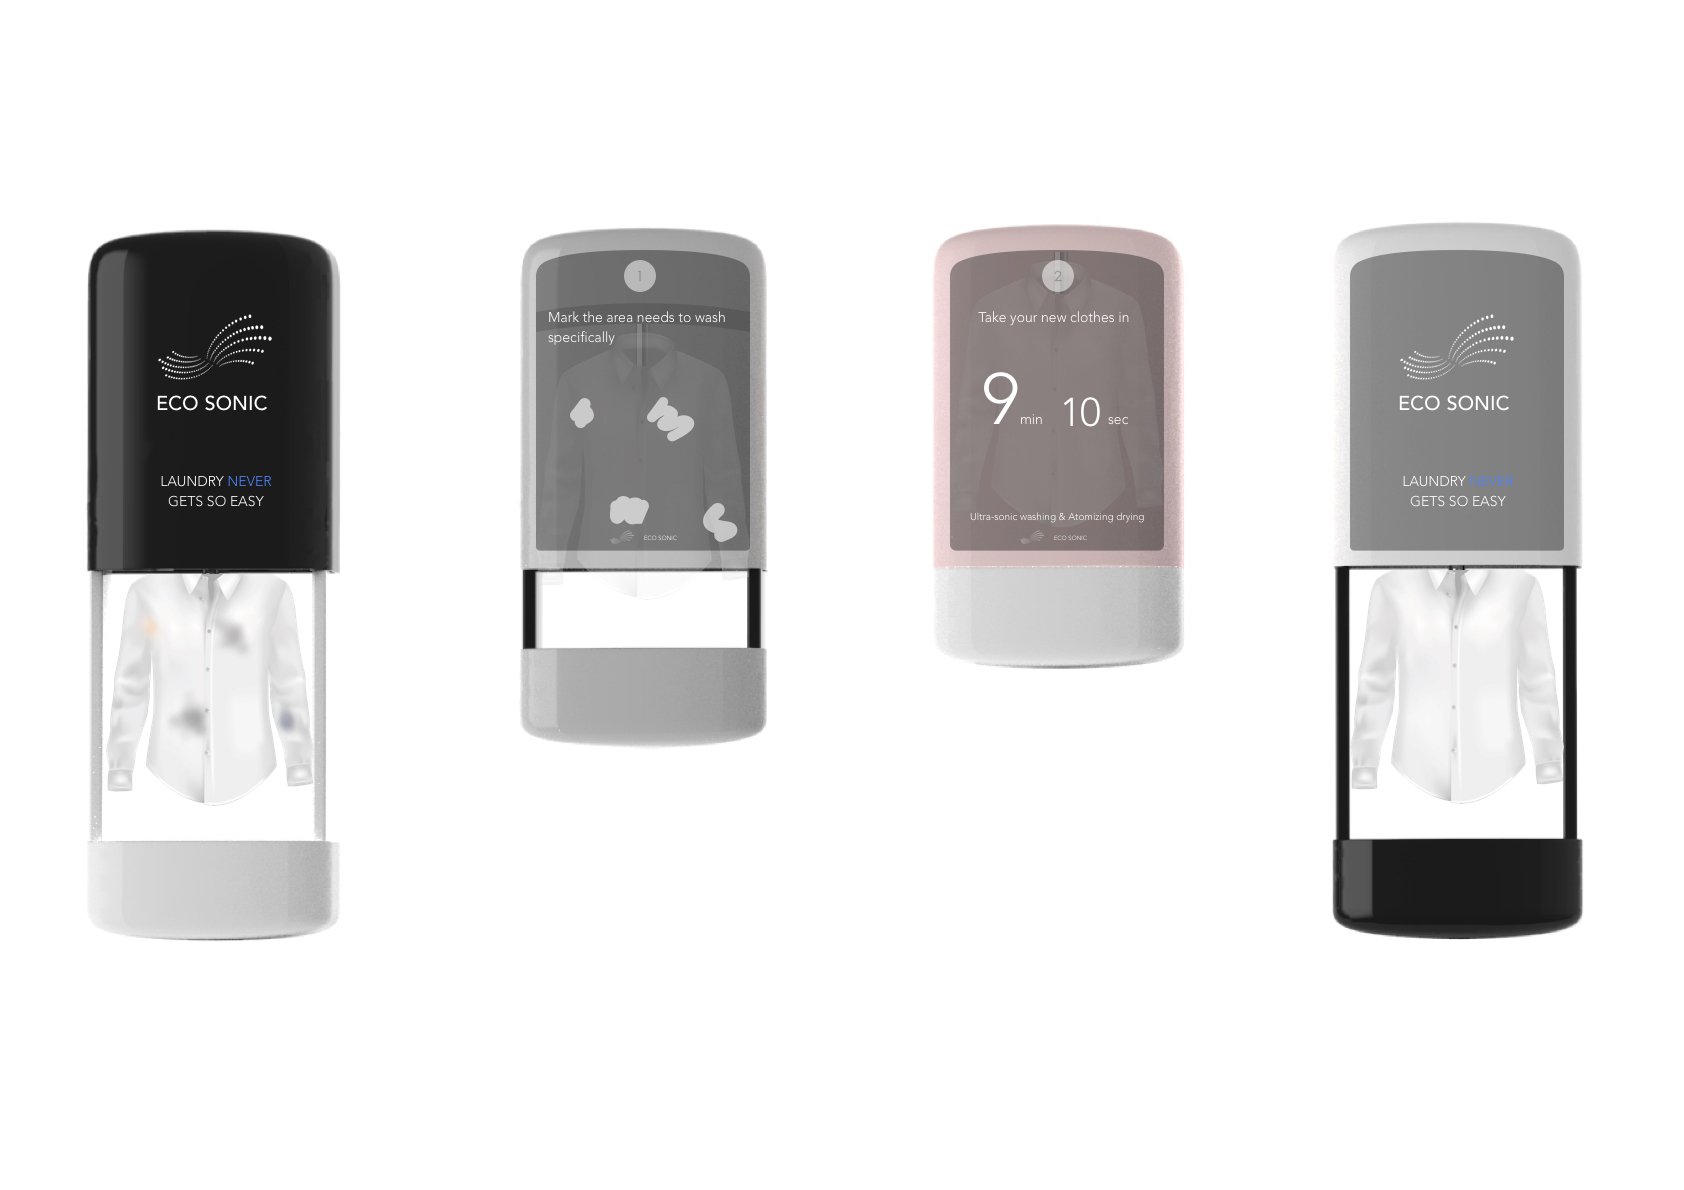 ECO SONIC
LAUNDRY NEVER
GETS SO EASY
1
Mark the area needs to wash
specifically
ECO SONIC
2
Take your new clothes in
9 min 10 sec
Ultra-sonic washing & Atomizing drying
ECO SONIC
ECO SONIC
LAUNDRY NEVER
GETS SO EASY